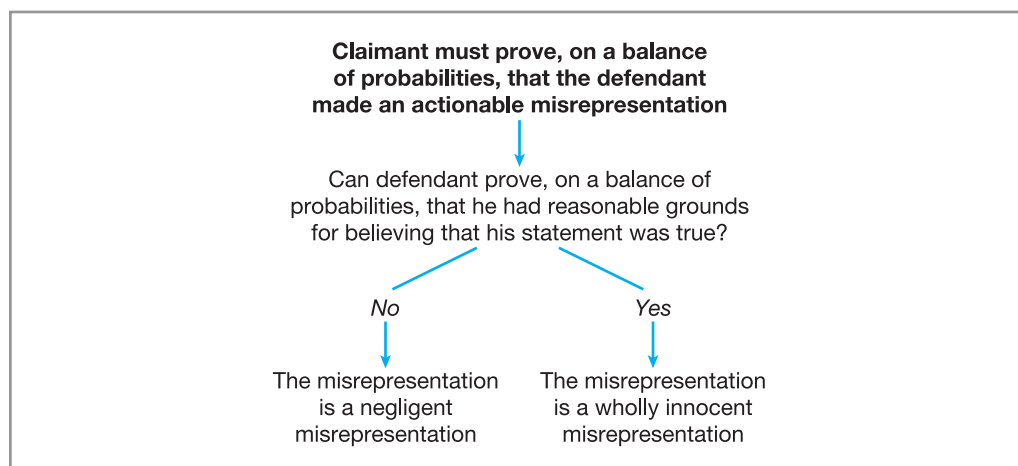 Claimant must prove, on a balance
of probabilities, that the defendant
made an actionable misrepresentation
Can defendant prove, on a balance of
probabilities, that he had reasonable grounds
for believing that his statement was true?
No
Yes
The misrepresentation
is a negligent
misrepresentation
The misrepresentation
is a wholly innocent
misrepresentation